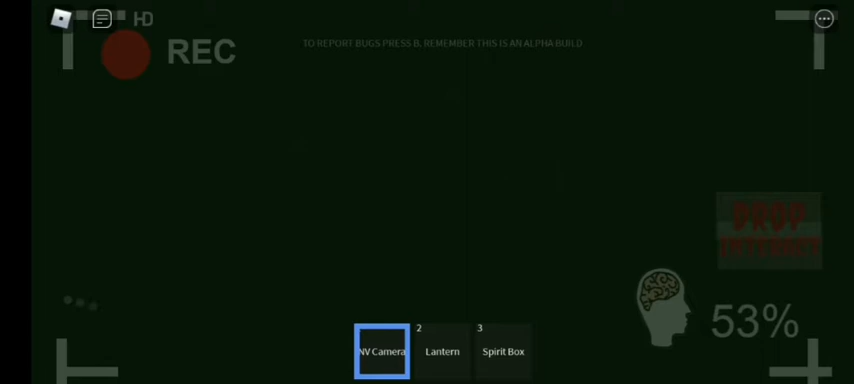 HD
REC
TO REPORT BUGS PRESS B, REMEMBER THIS IS AN ALPHA BUILD
DROP
INTERACT
53%
NV Camera
2
Lantern
3
Spirit Box